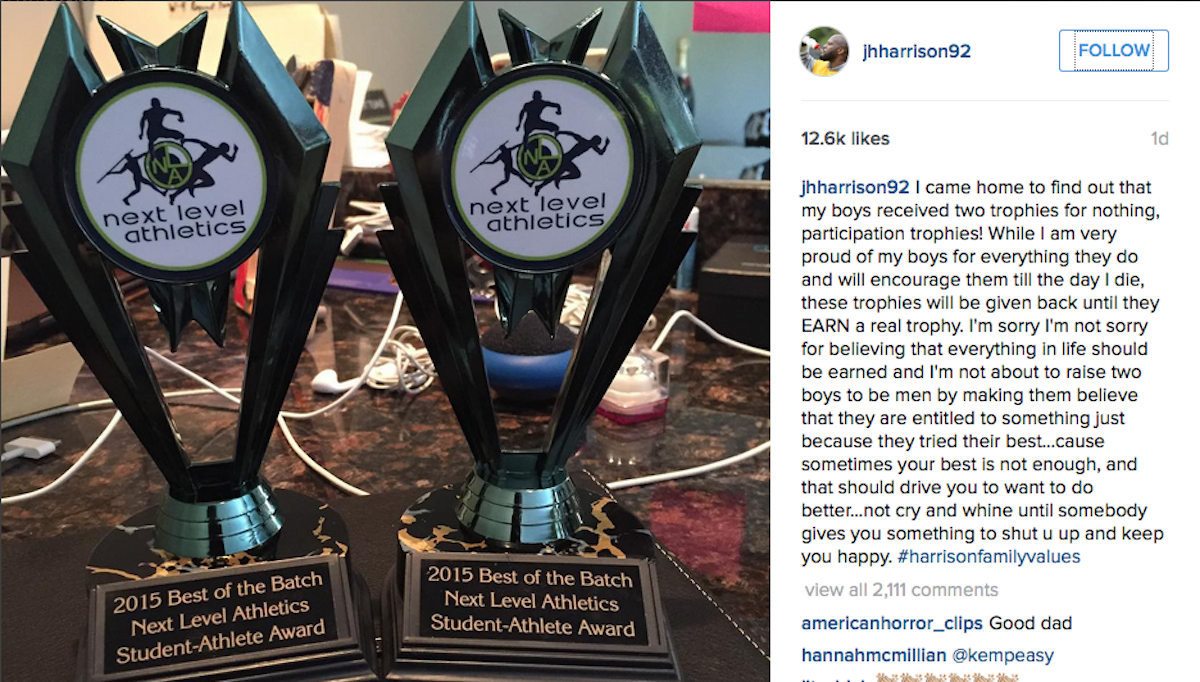 NLA
next level
athletics
NLA
next level
athletics
2015 Best of the Batch
Next Level Athletics
Student-Athlete Award
2015 Best of the Batch
Next Level Athletics
Student-Athlete Award
jhharrison92
FOLLOW
12.6k likes
1d
jhharrison92 I came home to find out that
my boys received two trophies for nothing,
participation trophies! While I am very
proud of my boys for everything they do
and will encourage them till the day I die,
these trophies will be given back until they
EARN a real trophy. I'm sorry I'm not sorry
for believing that everything in life should
be earned and I'm not about to raise two
boys to be men by making them believe
that they are entitled to something just
because they tried their best...cause
sometimes your best is not enough, and
that should drive you to want to do
better...not cry and whine until somebody
gives you something to shut u up and keep
you happy. #harrisonfamilyvalues
view all 2,111 comments
americanhorror_clips Good dad
hannahmcmillian @kempeasy